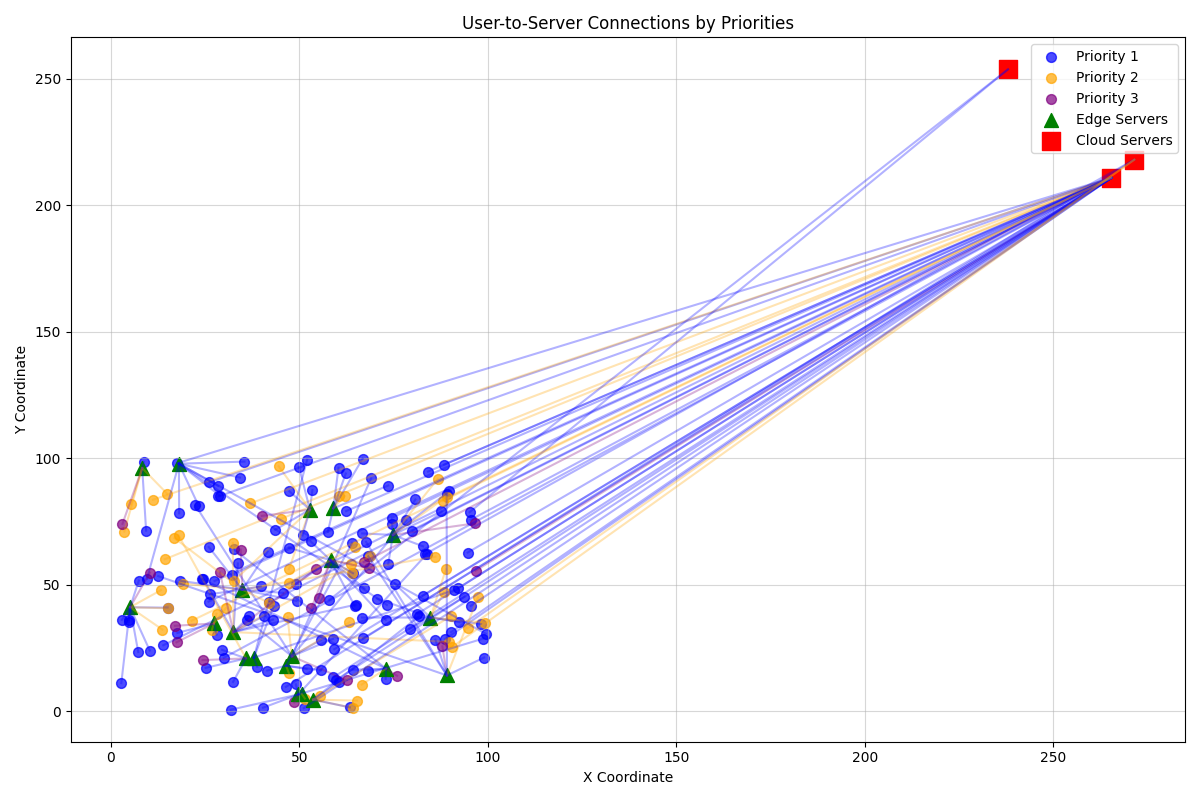 User-to-Server Connections by Priorities
Priority 1
Priority 2
Priority 3
Edge Servers
Cloud Servers
Y Coordinate
250
200
150
100
50
0
0
50
100
150
200
250
X Coordinate